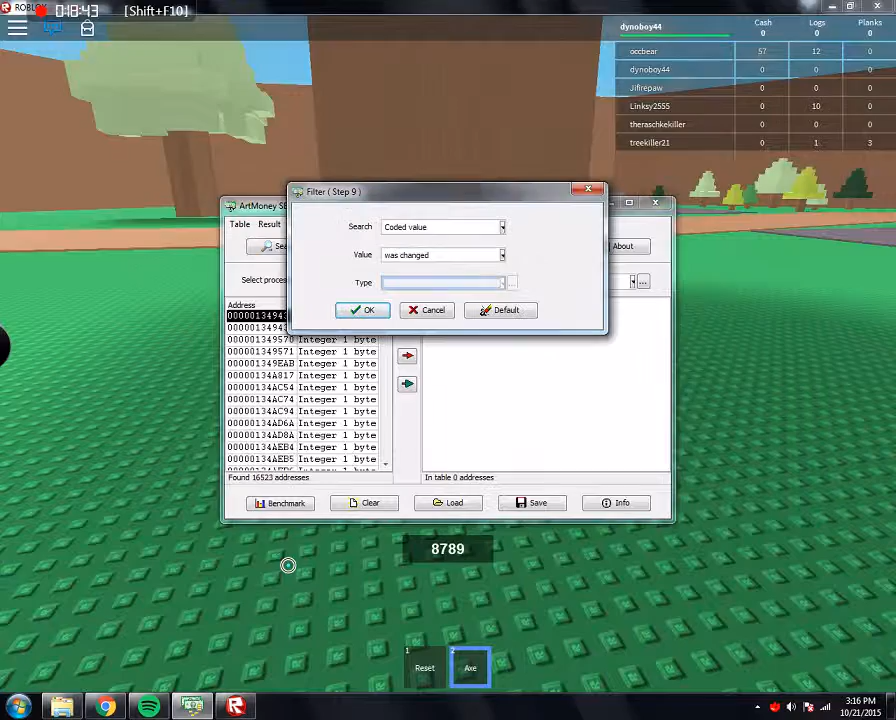 ROBLOX
0:18:43
[Shift+F10]
dynoboy44
Cash
0
Logs
0
Planks
0
occbear 57 12 0
dynoboy44 0 0 0
Jifirepaw 0 0 0
Linksy2555 0 10 0
theraschkekiller 0 0 0
treekiller21 0 1 3
Filter ( Step 9 )
Search Coded value
Value was changed
Type
...
OK
Cancel
Default
ArtMoney SE
Table Result
About
Select process
...
Address
000001349570 Integer 1 byte
000001349571 Integer 1 byte
000001349EAB Integer 1 byte
00000134A817 Integer 1 byte
00000134AC54 Integer 1 byte
00000134AC74 Integer 1 byte
00000134AC94 Integer 1 byte
00000134AD6A Integer 1 byte
00000134AD8A Integer 1 byte
00000134AEB4 Integer 1 byte
00000134AEB5 Integer 1 byte
Found 16523 addresses
In table 0 addresses
Benchmark
Clear
Load
Save
Info
8789
1
Reset
2
Axe
3:16 PM
10/21/2015